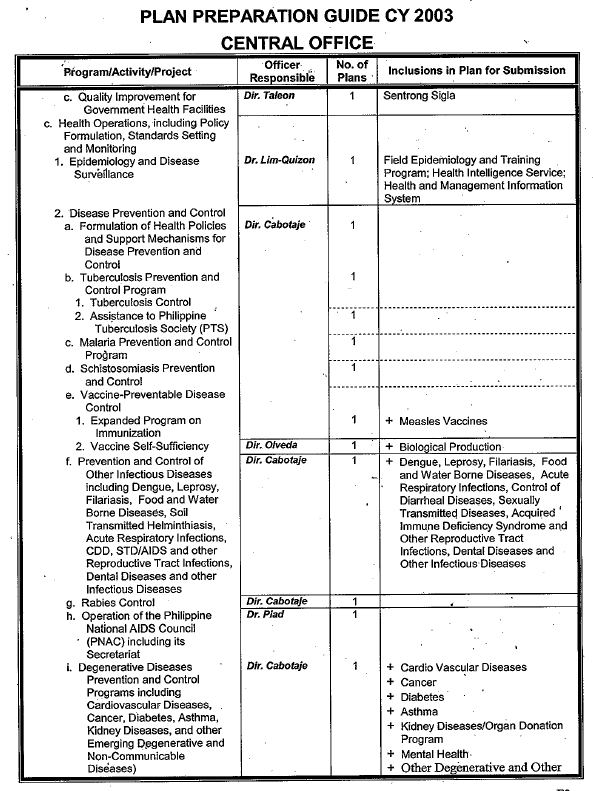 PLAN PREPARATION GUIDE CY 2003
CENTRAL OFFICE
Program/Activity/Project
Officer Responsible
No. of Plans
Inclusions in Plan for Submission
c. Quality Improvement for
Government Health Facilities
Dir. Taleon
1
Sentrong Sigla
c. Health Operations, including Policy
Formulation, Standards Setting
and Monitoring
1. Epidemiology and Disease
Surveillance
Dr. Lim-Quizon
1
Field Epidemiology and Training
Program; Health Intelligence Service;
Health and Management Information
System
2. Disease Prevention and Control
a. Formulation of Health Policies
and Support Mechanisms for
Disease Prevention and
Control
Dir. Cabotaje
1
b. Tuberculosis Prevention and
Control Program
1
1. Tuberculosis Control
2. Assistance to Philippine
Tuberculosis Society (PTS)
1
c. Malaria Prevention and Control
Program
1
d. Schistosomiasis Prevention
and Control
1
e. Vaccine-Preventable Disease
Control
1. Expanded Program on
Immunization
1
+ Measles Vaccines
2. Vaccine Self-Sufficiency
Dir. Olveda
1
+ Biological Production
f. Prevention and Control of
Other Infectious Diseases
including Dengue, Leprosy,
Filariasis, Food and Water
Borne Diseases, Soil
Transmitted Helminthiasis,
Acute Respiratory Infections,
CDD, STD/AIDS and other
Reproductive Tract Infections,
Dental Diseases and other
Infectious Diseases
Dir. Cabotaje
1
+ Dengue, Leprosy, Filariasis, Food
and Water Borne Diseases, Acute
Respiratory Infections, Control of
Diarrheal Diseases, Sexually
Transmitted Diseases, Acquired
Immune Deficiency Syndrome and
Other Reproductive Tract
Infections, Dental Diseases and
Other Infectious Diseases
g. Rabies Control
Dir. Cabotaje
1
h. Operation of the Philippine
National AIDS Council
(PNAC) including its
Secretariat
Dr. Piad
1
i. Degenerative Diseases
Prevention and Control
Programs including
Cardiovascular Diseases,
Cancer, Diabetes, Asthma,
Kidney Diseases, and other
Emerging Degenerative and
Non-Communicable
Diseases)
Dir. Cabotaje
1
+ Cardio Vascular Diseases
+ Cancer
+ Diabetes
+ Asthma
+ Kidney Diseases/Organ Donation
Program
+ Mental Health
+ Other Degenerative and Other